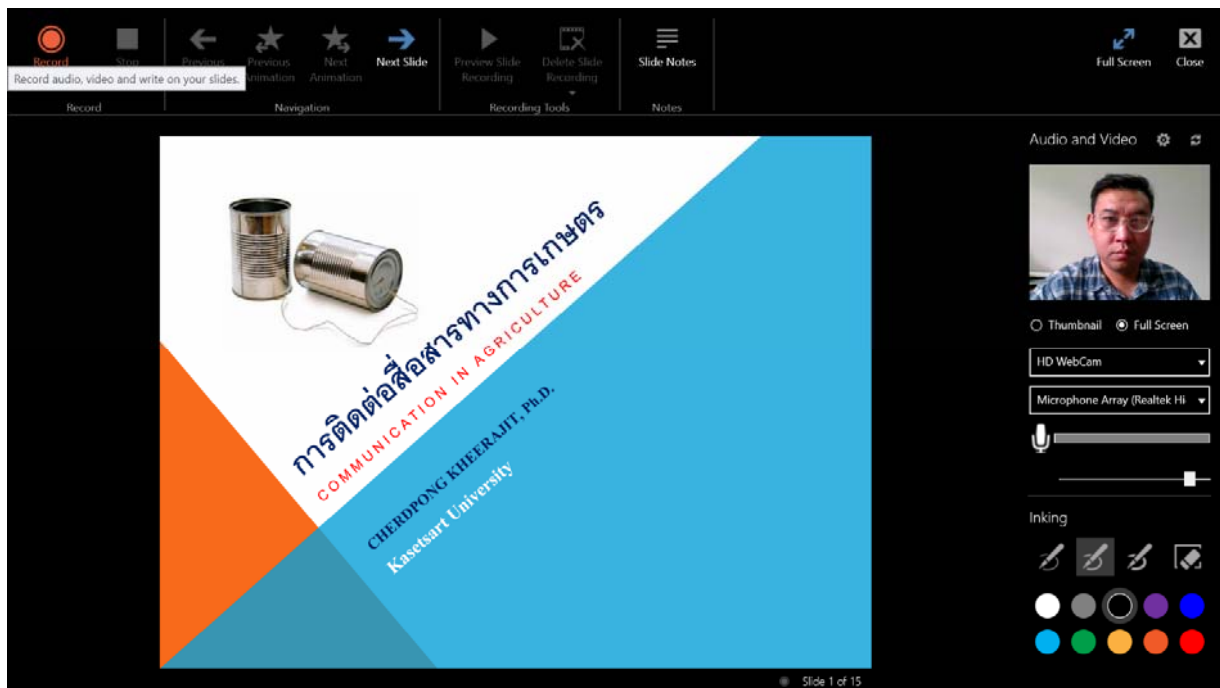 Record
Stop
Previous
Previous Animation
Next Animation
Next Slide
Preview Slide Recording
Delete Slide Recording
Slide Notes
Full Screen
Close
Record audio, video and write on your slides.
Record
Navigation
Recording Tools
Notes
การติดต่อสื่อสารทางการเกษตร
COMMUNICATION IN AGRICULTURE
CHERDPONG KHEERAJIT, Ph.D.
Kasetsart University
Audio and Video
Thumbnail
Full Screen
HD WebCam
Microphone Array (Realtek Hi
Inking
Slide 1 of 15